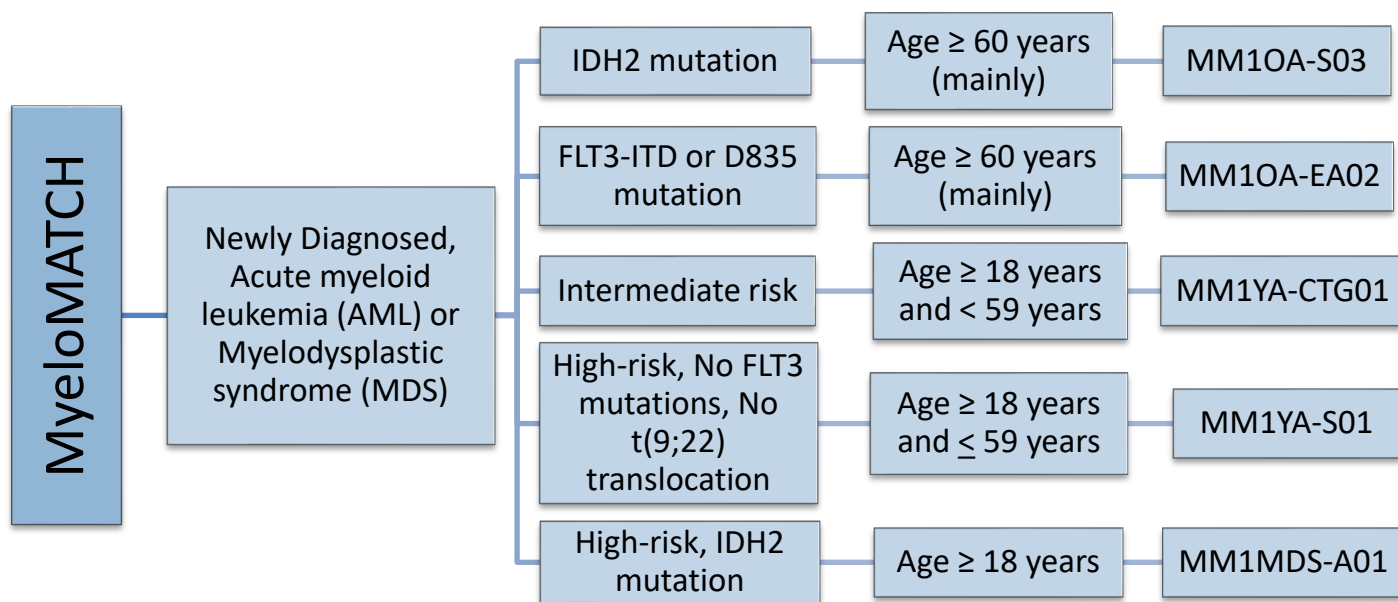 MyeloMATCH
Newly Diagnosed,
Acute myeloid
leukemia (AML) or
Myelodysplastic
syndrome (MDS)
IDH2 mutation
Age ≥ 60 years
(mainly)
MM1OA-S03
FLT3-ITD or D835
mutation
Age ≥ 60 years
(mainly)
MM1OA-EA02
Intermediate risk
Age ≥ 18 years
and < 59 years
MM1YA-CTG01
High-risk, No FLT3
mutations, No
t(9;22)
translocation
Age ≥ 18 years
and < 59 years
MM1YA-S01
High-risk, IDH2
mutation
Age ≥ 18 years
MM1MDS-A01